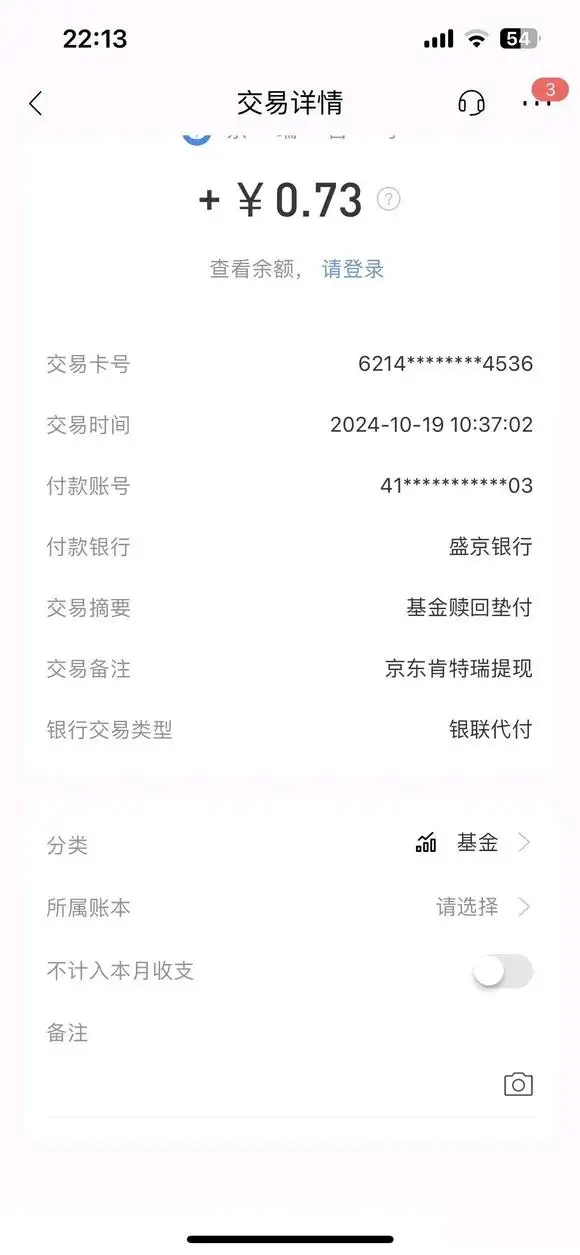 22:13
54
交易详情
3
+ ¥ 0.73 ?
查看余额， 请登录
交易卡号 6214********4536
交易时间 2024-10-19 10:37:02
付款账号 41***********03
付款银行 盛京银行
交易摘要 基金赎回垫付
交易备注 京东肯特瑞提现
银行交易类型 银联代付
分类 基金
所属账本 请选择
不计入本月收支
备注